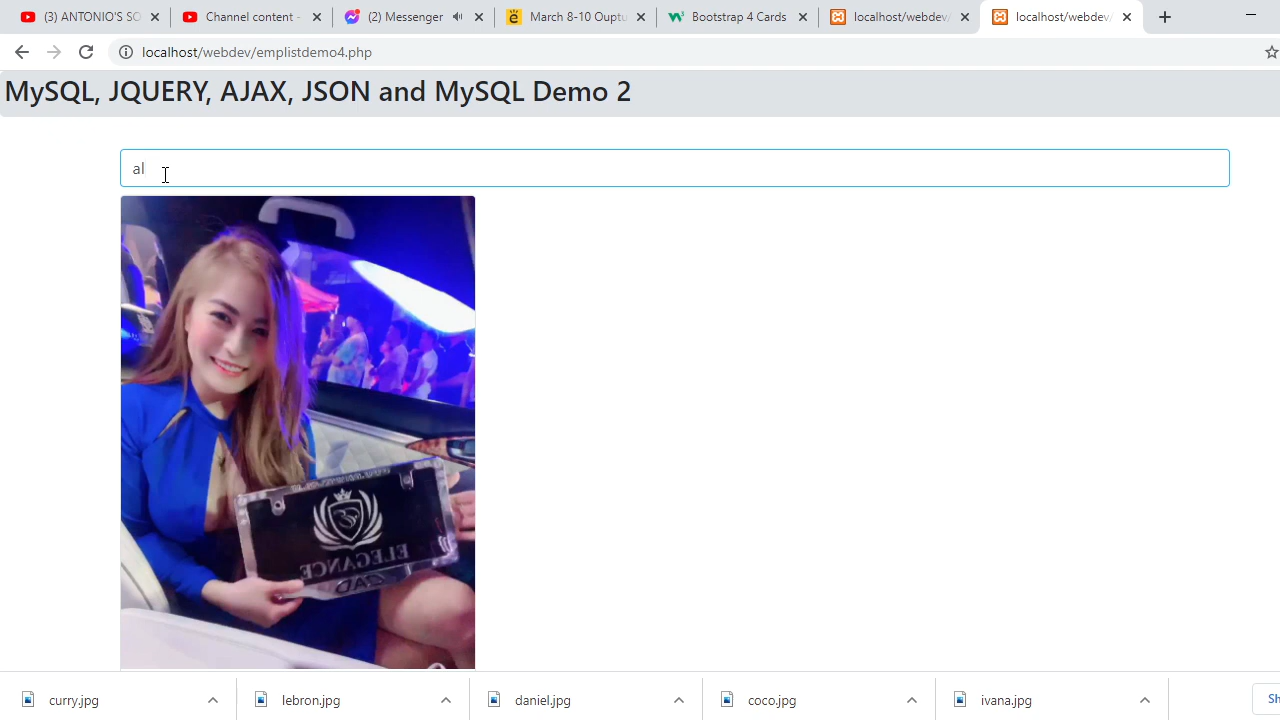 (3) ANTONIO'S SO
Channel content -
(2) Messenger
March 8-10 Ouptu
Bootstrap 4 Cards
localhost/webdev/
localhost/webdev/
localhost/webdev/emplistdemo4.php
MySQL, JQUERY, AJAX, JSON and MySQL Demo 2
al
ELEGANCE
curry.jpg
lebron.jpg
daniel.jpg
coco.jpg
ivana.jpg
Sh